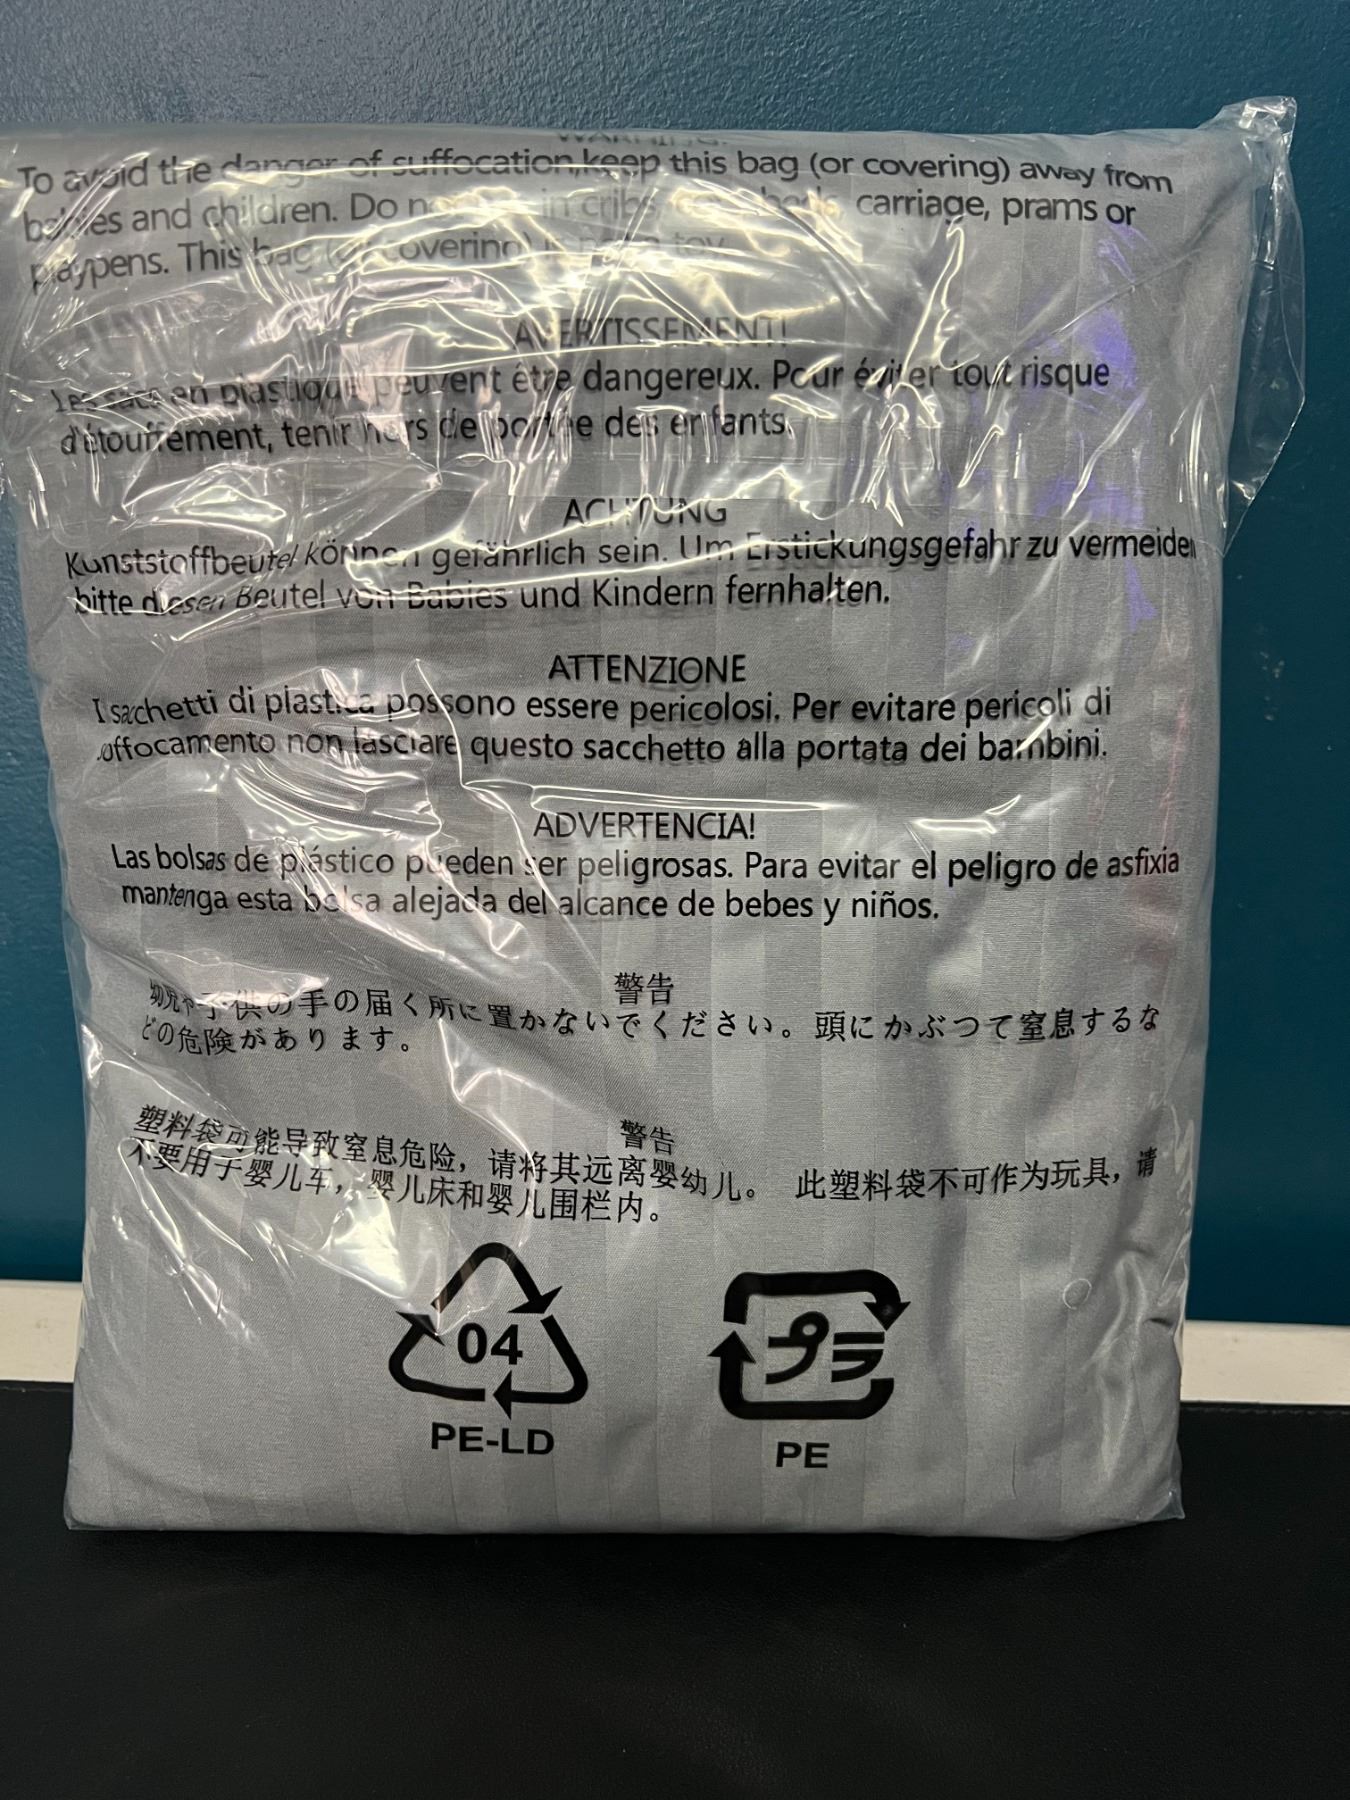 WARNING!
To avoid the danger of suffocation,keep this bag (or covering) away from
babies and children. Do in cribs, beds, carriage, prams or
playpens. This bag (or covering) is not a toy.
AVERTISSEMENT!
Les sacs en plastique peuvent être dangereux. Pour éviter tout risque
d'étouffement, tenir hors de portée des enfants.
ACHTUNG
Kunststoffbeutel können gefährlich sein. Um Erstickungsgefahr zu vermeiden
bitte diesen Beutel von Babies und Kindern fernhalten.
ATTENZIONE
I sachetti di plastica possono essere pericolosi. Per evitare pericoli di
soffocamento non lasciare questo sacchetto alla portata dei bambini.
ADVERTENCIA!
Las bolsas de plástico pueden ser peligrosas. Para evitar el peligro de asfixia
mantenga esta bolsa alejada del alcance de bebes y niños.
警告
幼児や子供の手の届く所に置かないでください。頭にかぶって窒息するな
どの危険があります。
警告
塑料袋可能导致窒息危险，请将其远离婴幼儿。 此塑料袋不可作为玩具，请
不要用于婴儿车，婴儿床和婴儿围栏内。
04 プラ
PE-LD PE